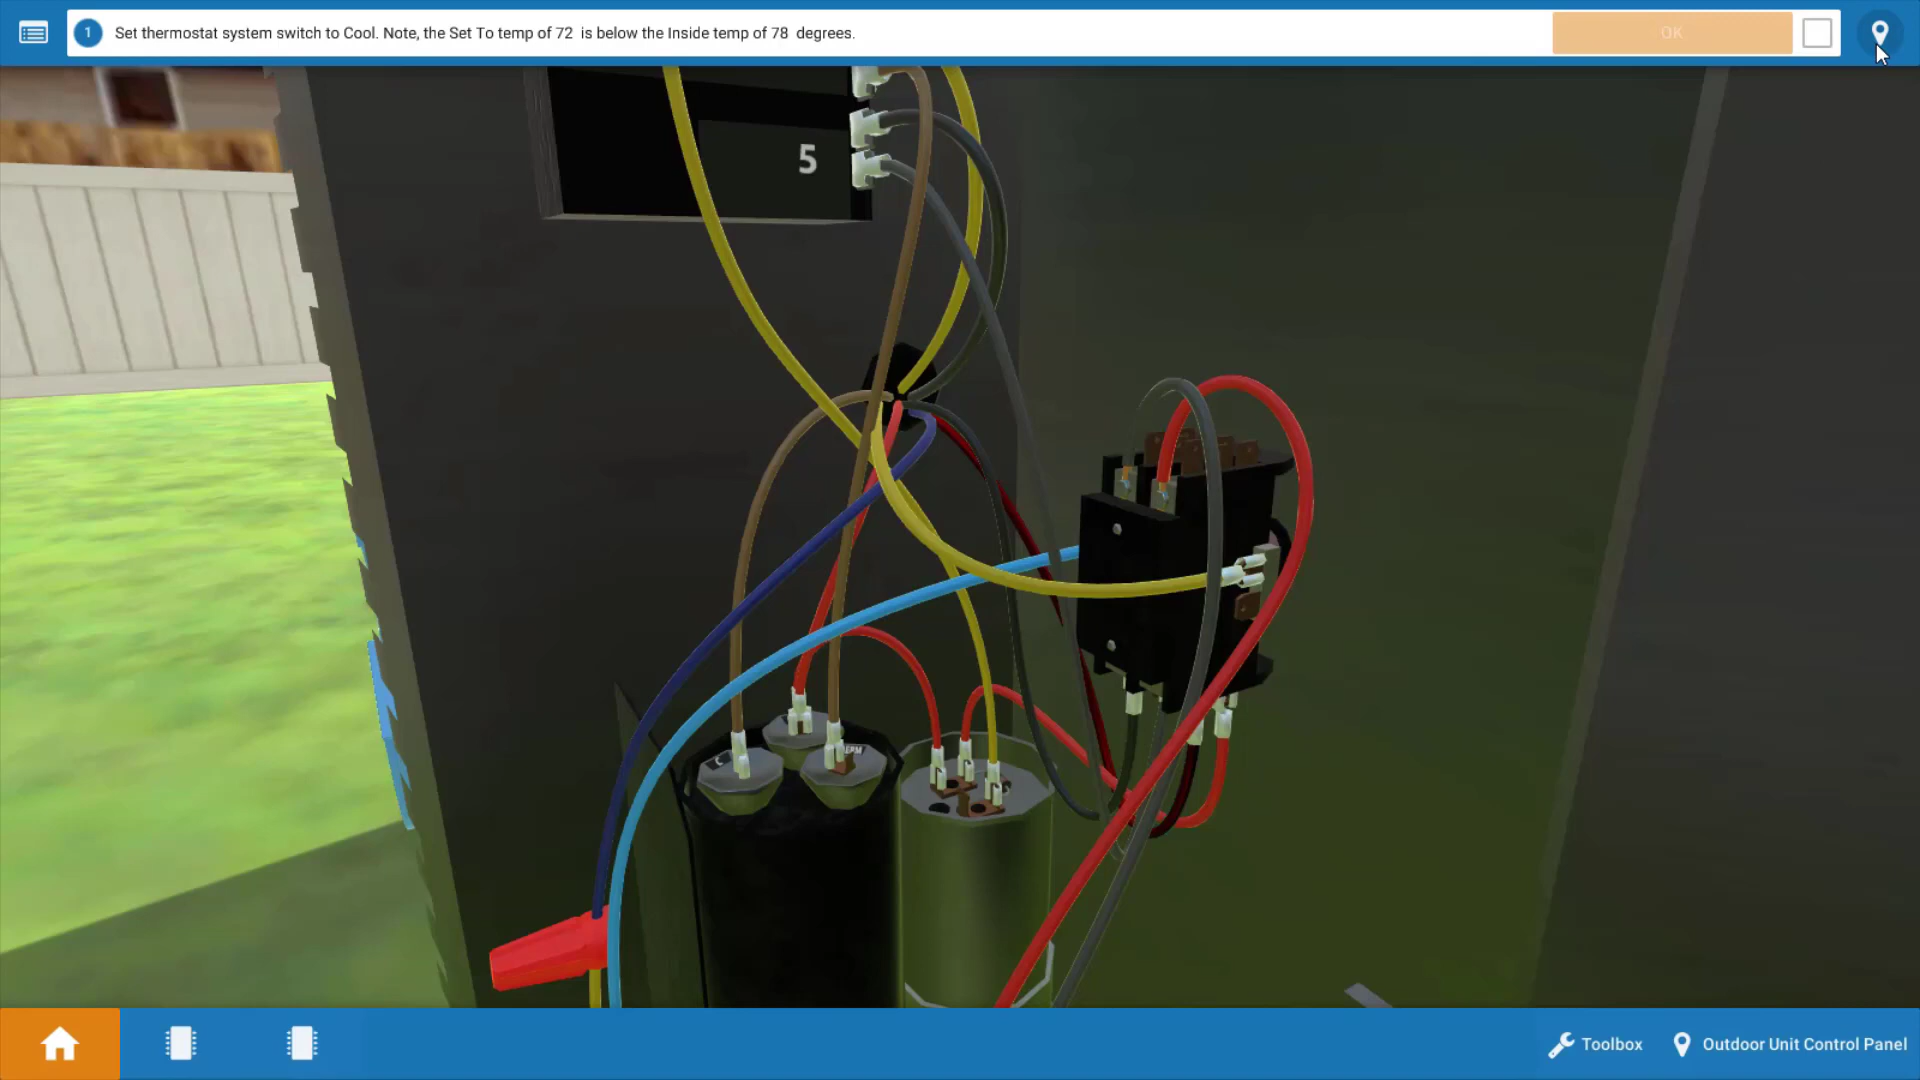 1 Set thermostat system switch to Cool. Note, the Set To temp of 72 is below the Inside temp of 78 degrees.
OK
5
C
Toolbox
Outdoor Unit Control Panel